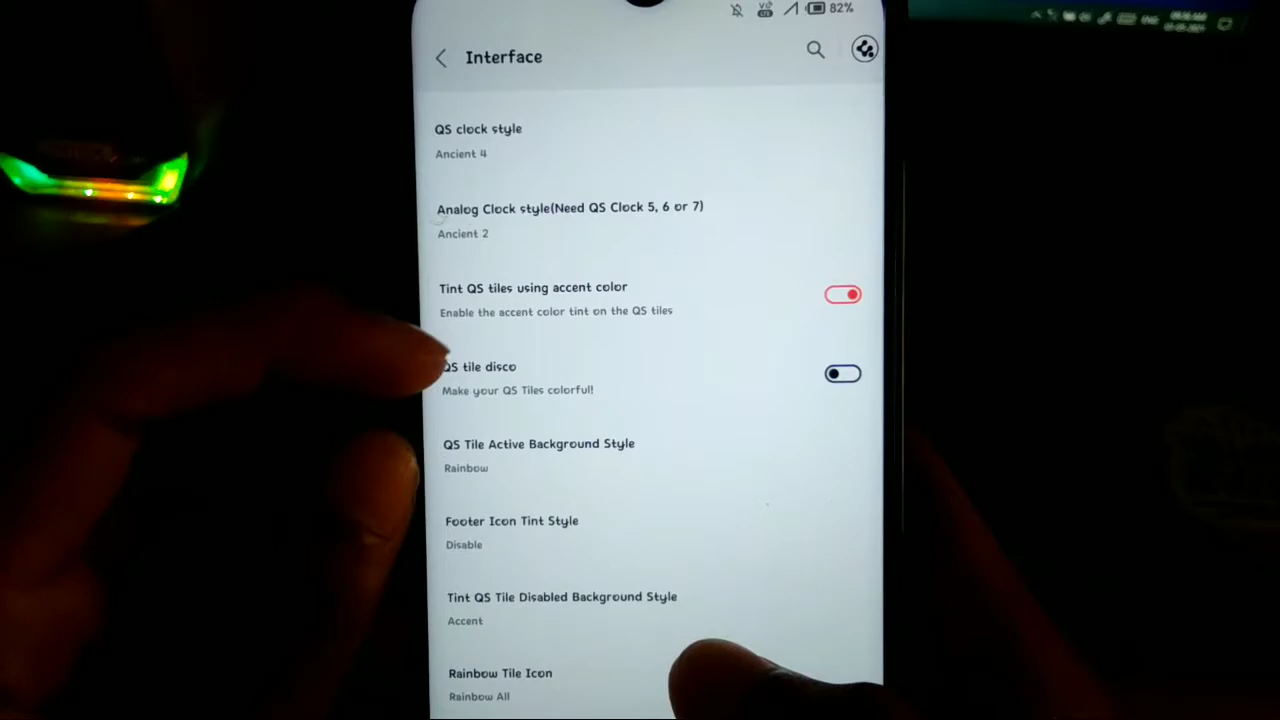 82%
Interface
QS clock style
Ancient 4
Analog Clock style(Need QS Clock 5, 6 or 7)
Ancient 2
Tint QS tiles using accent color
Enable the accent color tint on the QS tiles
QS tile disco
Make your QS Tiles colorful!
QS Tile Active Background Style
Rainbow
Footer Icon Tint Style
Disable
Tint QS Tile Disabled Background Style
Accent
Rainbow Tile Icon
Rainbow All